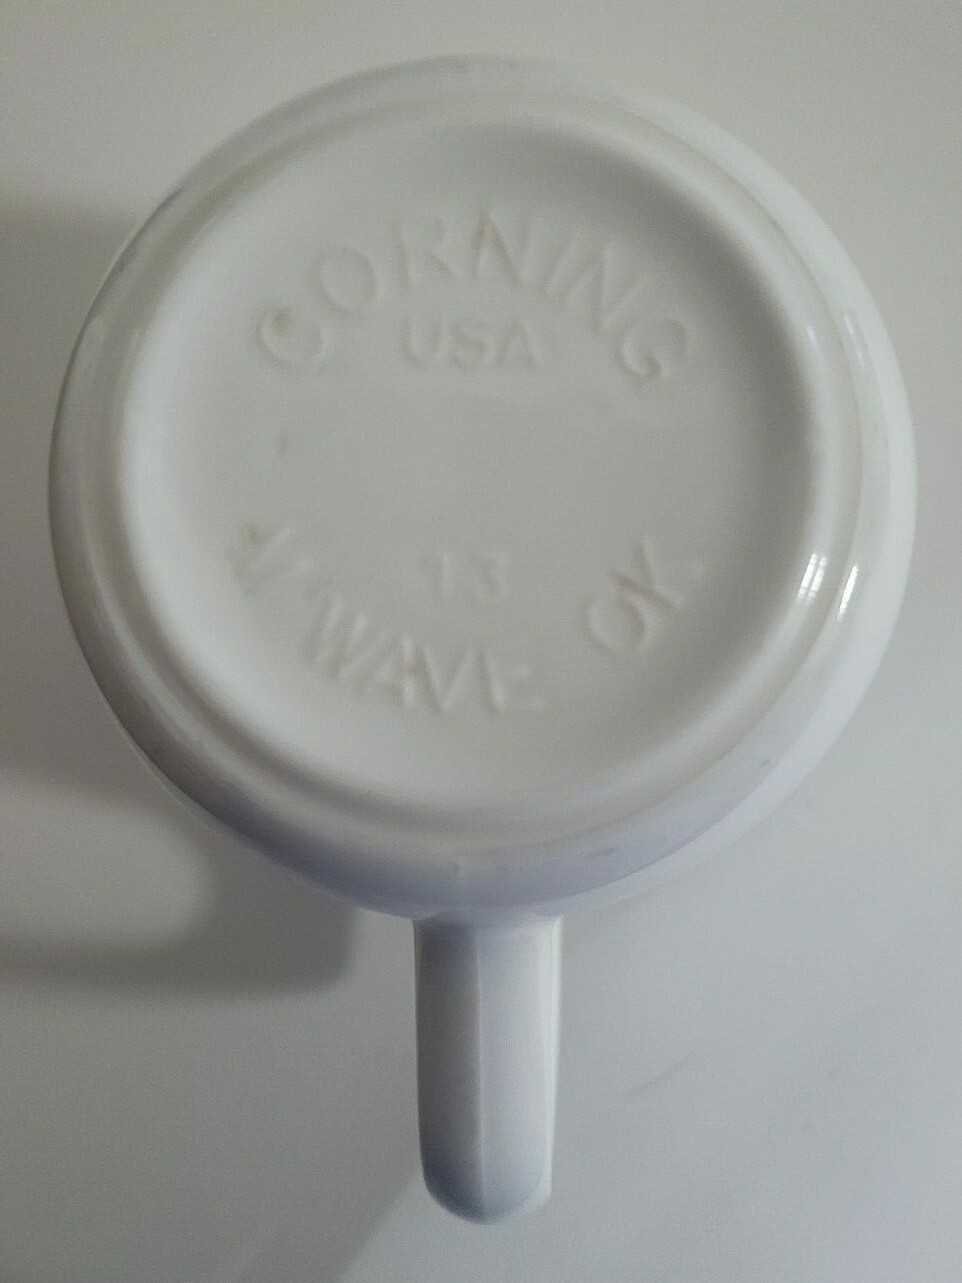 CORNING
USA
13
M'WAVE OK.